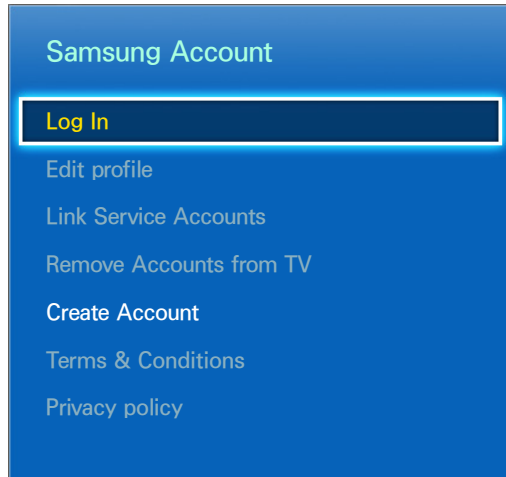 Samsung Account
Log In
Edit profile
Link Service Accounts
Remove Accounts from TV
Create Account
Terms & Conditions
Privacy policy